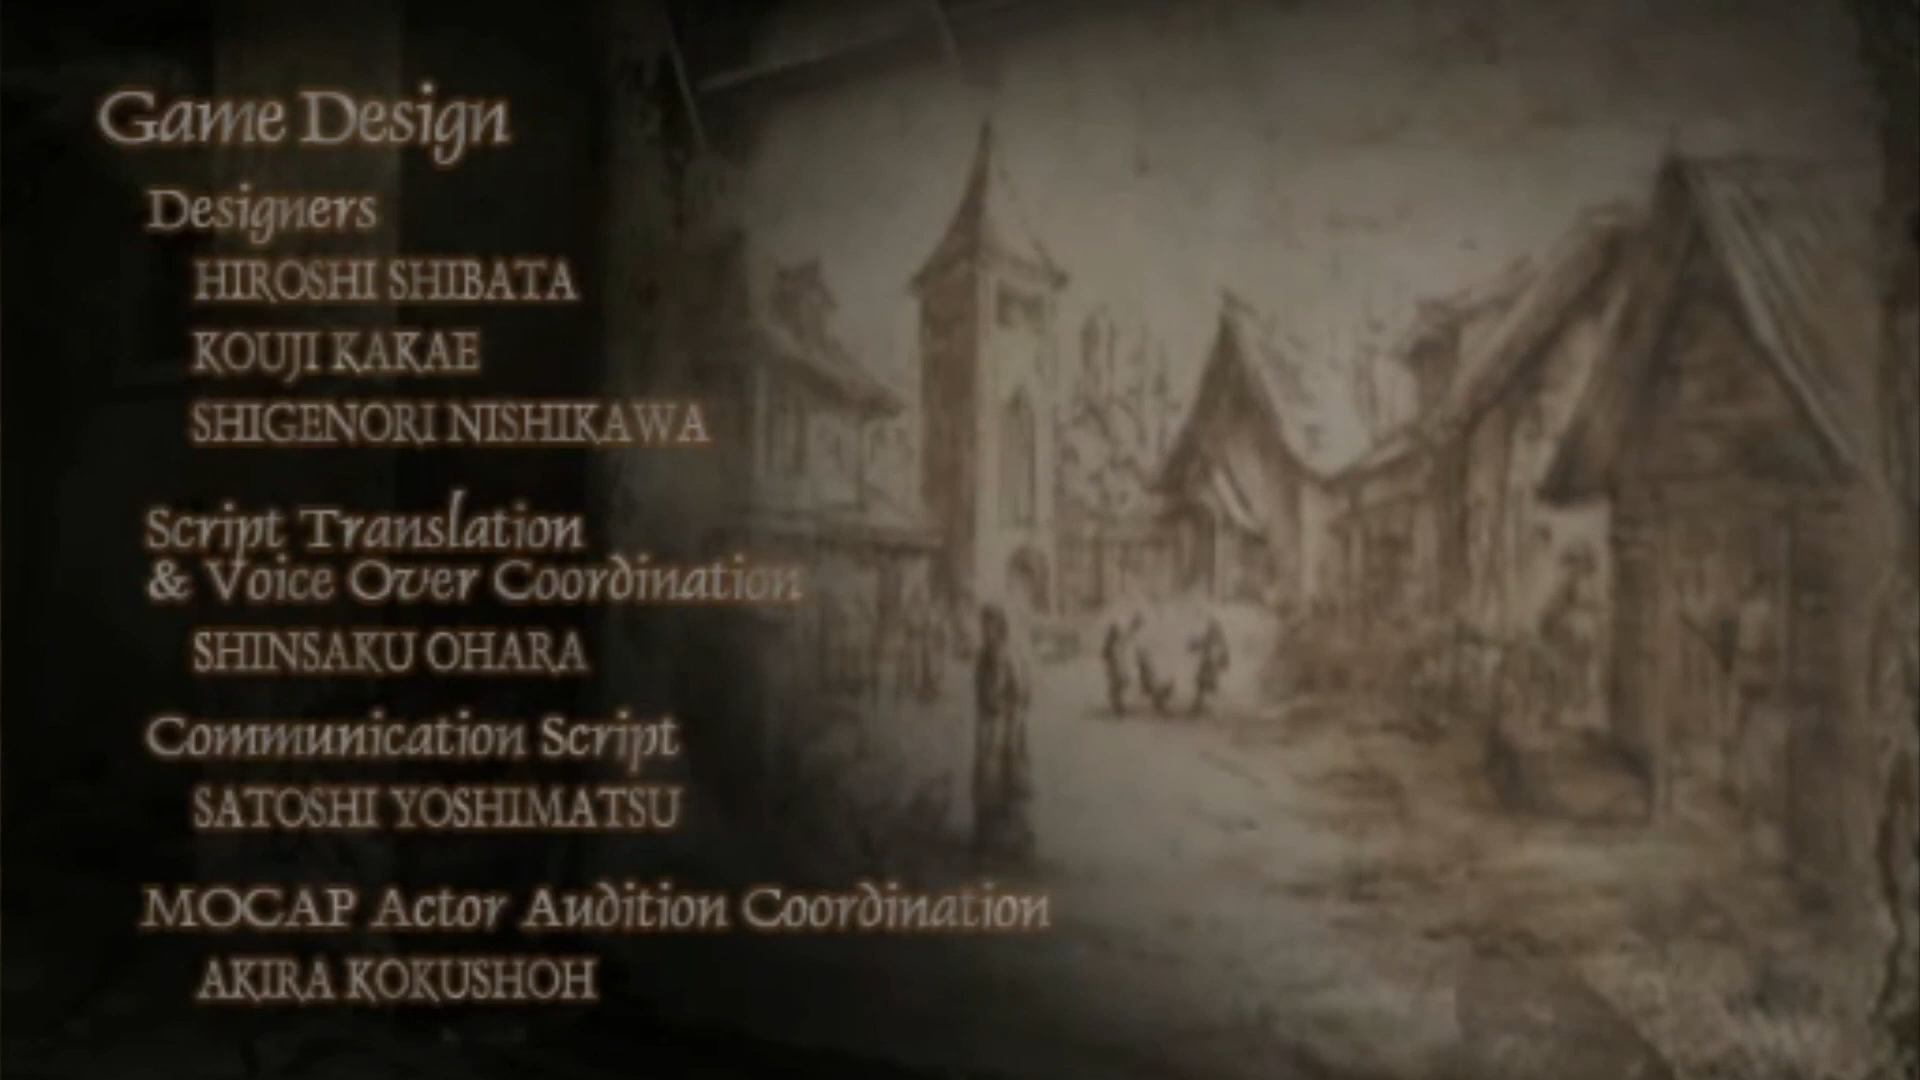 Game Design
Designers
HIROSHI SHIBATA
KOUJI KAKAE
SHIGENORI NISHIKAWA
Script Translation
& Voice Over Coordination
SHINSAKU OHARA
Communication Script
SATOSHI YOSHIMATSU
MOCAP Actor Audition Coordination
AKIRA KOKUSHOH